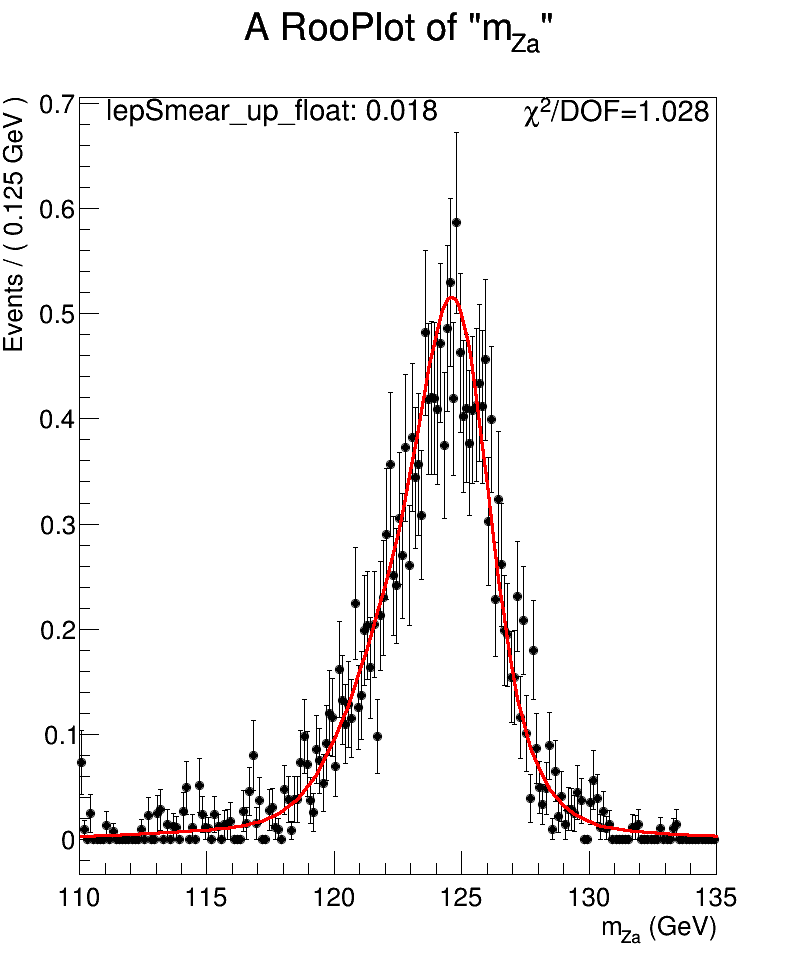 A RooPlot of "m_Za"
lepSmear_up_float: 0.018
χ²/DOF=1.028
Events / ( 0.125 GeV )
0.7
0.6
0.5
0.4
0.3
0.2
0.1
0
110 115 120 125 130 135
m_Za (GeV)